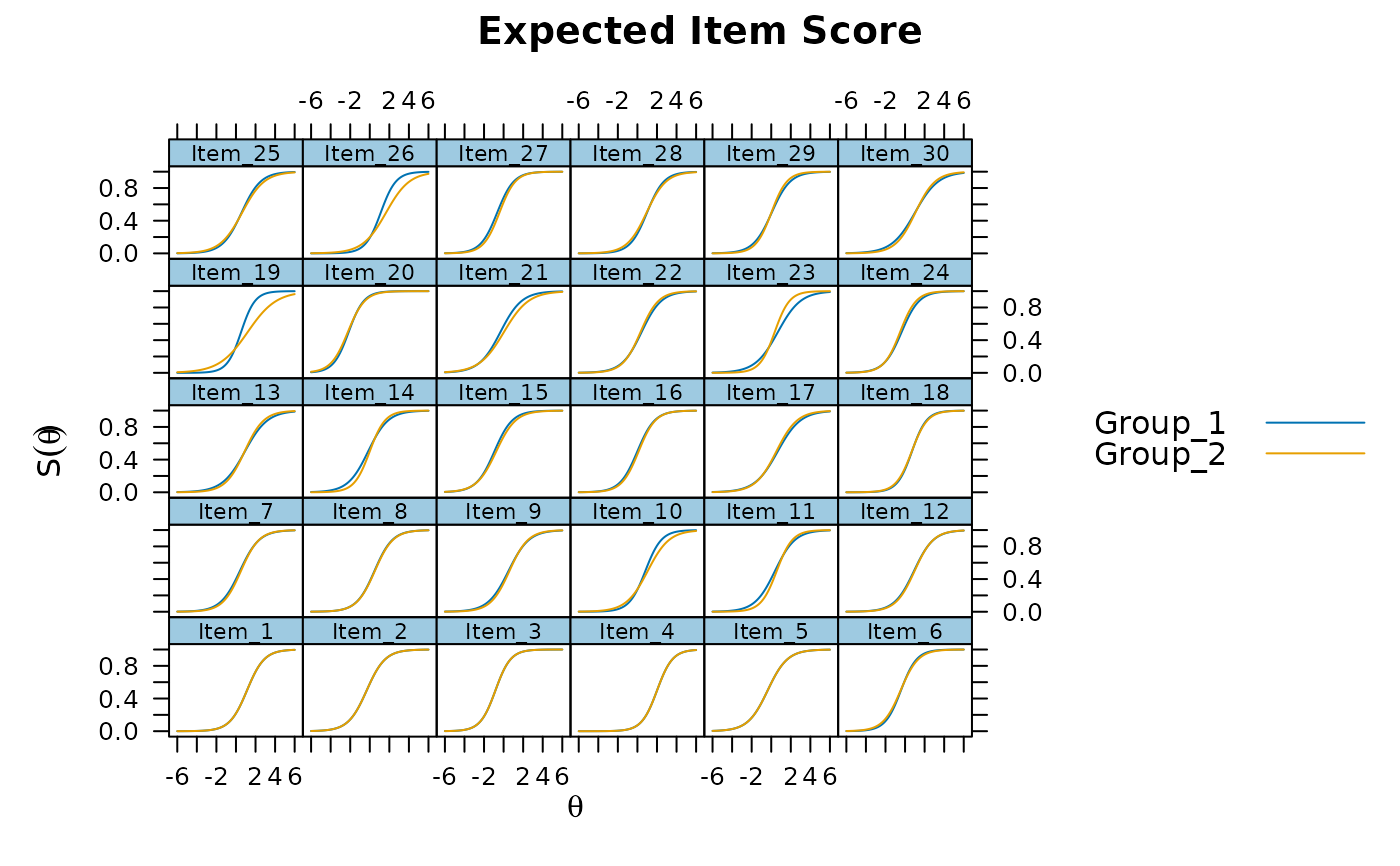 Expected Item Score
-6 -2 2 4 6 -6 -2 2 4 6 -6 -2 2 4 6
Item_25 Item_26 Item_27 Item_28 Item_29 Item_30
0.8
0.4
0.0
Item_19 Item_20 Item_21 Item_22 Item_23 Item_24
0.8
0.4
0.0
Item_13 Item_14 Item_15 Item_16 Item_17 Item_18
0.8
0.4
0.0
Item_7 Item_8 Item_9 Item_10 Item_11 Item_12
0.8
0.4
0.0
Item_1 Item_2 Item_3 Item_4 Item_5 Item_6
0.8
0.4
0.0
-6 -2 2 4 6 -6 -2 2 4 6 -6 -2 2 4 6
θ
S(θ)
Group_1
Group_2